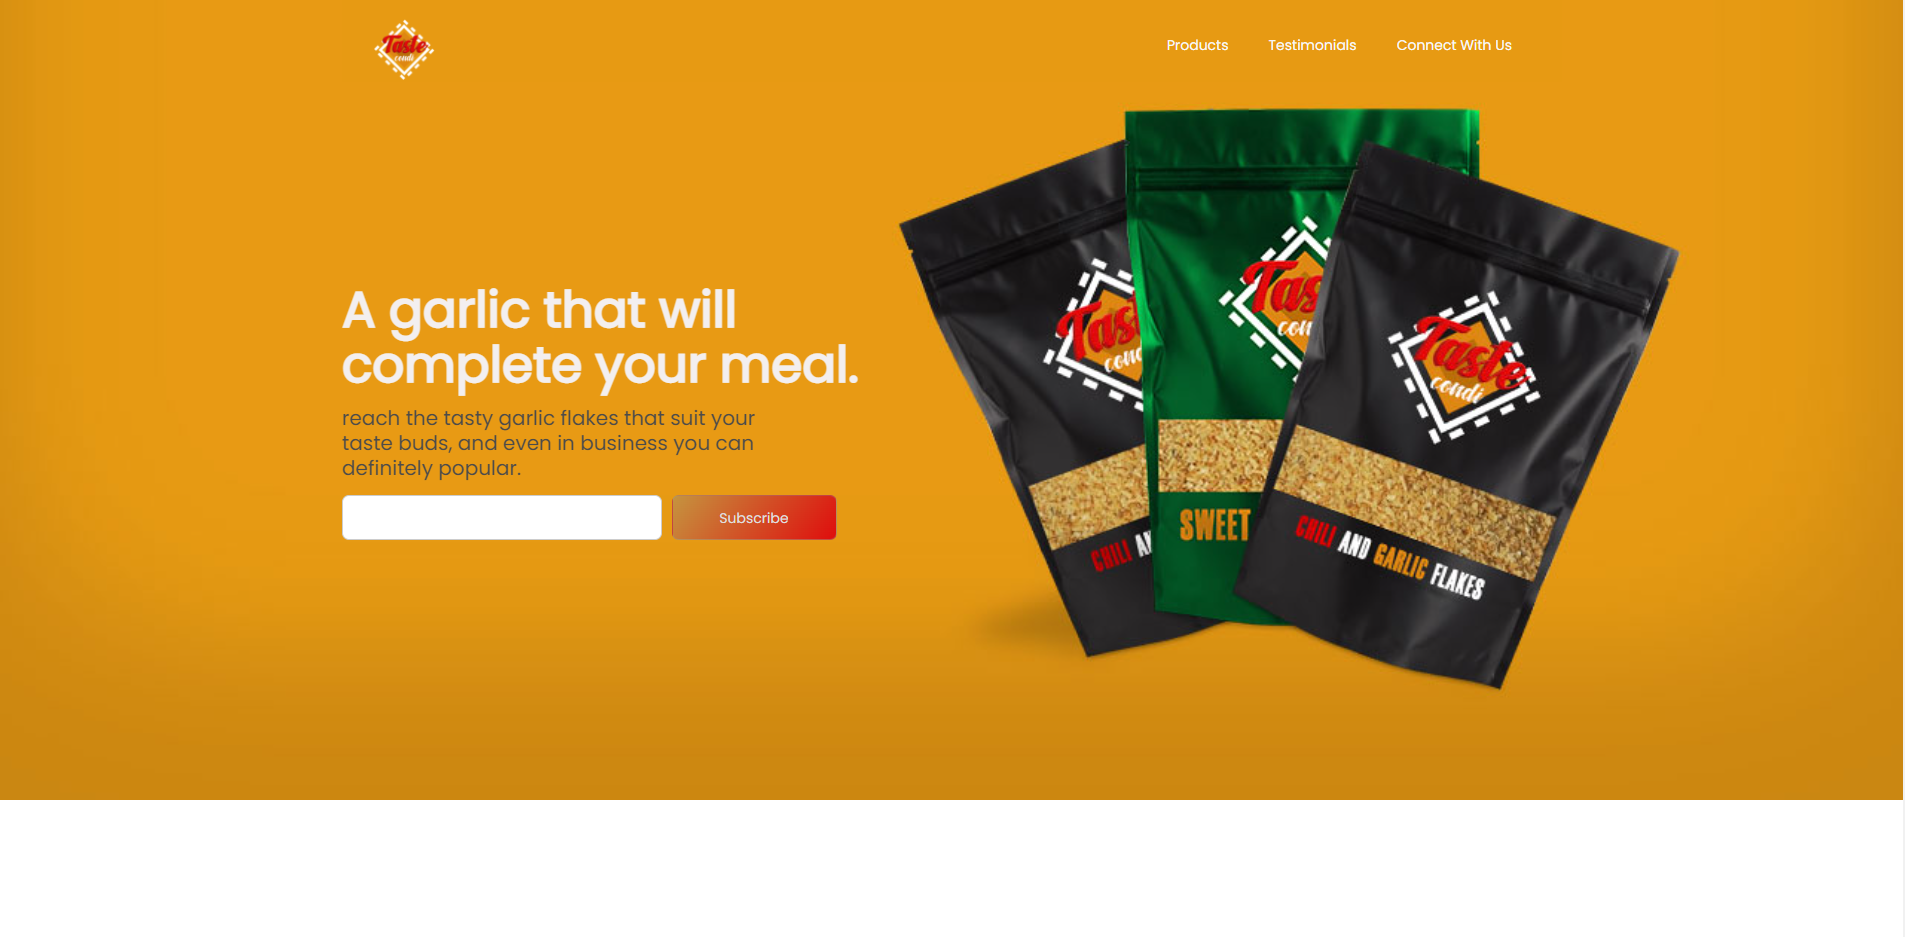 Taste
condi
Products
Testimonials
Connect With Us
A garlic that will
complete your meal.
reach the tasty garlic flakes that suit your
taste buds, and even in business you can
definitely popular.
Subscribe
Tast
cond
CHILI AN
Tas
con
SWEET
Taste
condi
CHILI AND GARLIC FLAKES